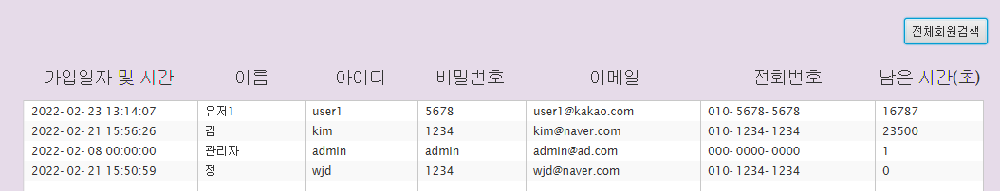 전체회원검색
가입일자 및 시간 이름 아이디 비밀번호 이메일 전화번호 남은 시간(초)
2022- 02- 23 13:14:07 유저1 user1 5678 user1@kakao.com 010- 5678- 5678 16787
2022- 02- 21 15:56:26 김 kim 1234 kim@naver.com 010- 1234- 1234 23500
2022- 02- 08 00:00:00 관리자 admin admin admin@ad.com 000- 0000- 0000 1
2022- 02- 21 15:50:59 정 wjd 1234 wjd@naver.com 010- 1234- 1234 0